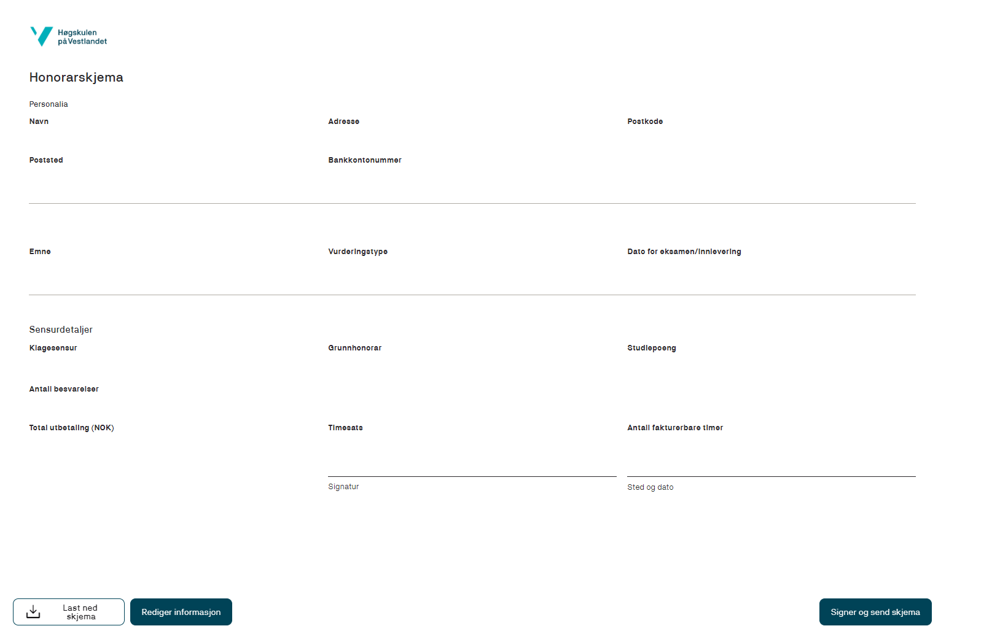 Høgskulen
på Vestlandet
Honorarskjema
Personalia
Navn Adresse Postkode
Poststed Bankkontonummer
Emne Vurderingstype Dato for eksamen/innlevering
Sensurdetaljer
Klagesensur Grunnhonorar Studiepoeng
Antall besvarelser
Total utbetaling (NOK) Timesats Antall fakturerbare timer
Signatur Sted og dato
Last ned
skjema
Rediger informasjon
Signer og send skjema